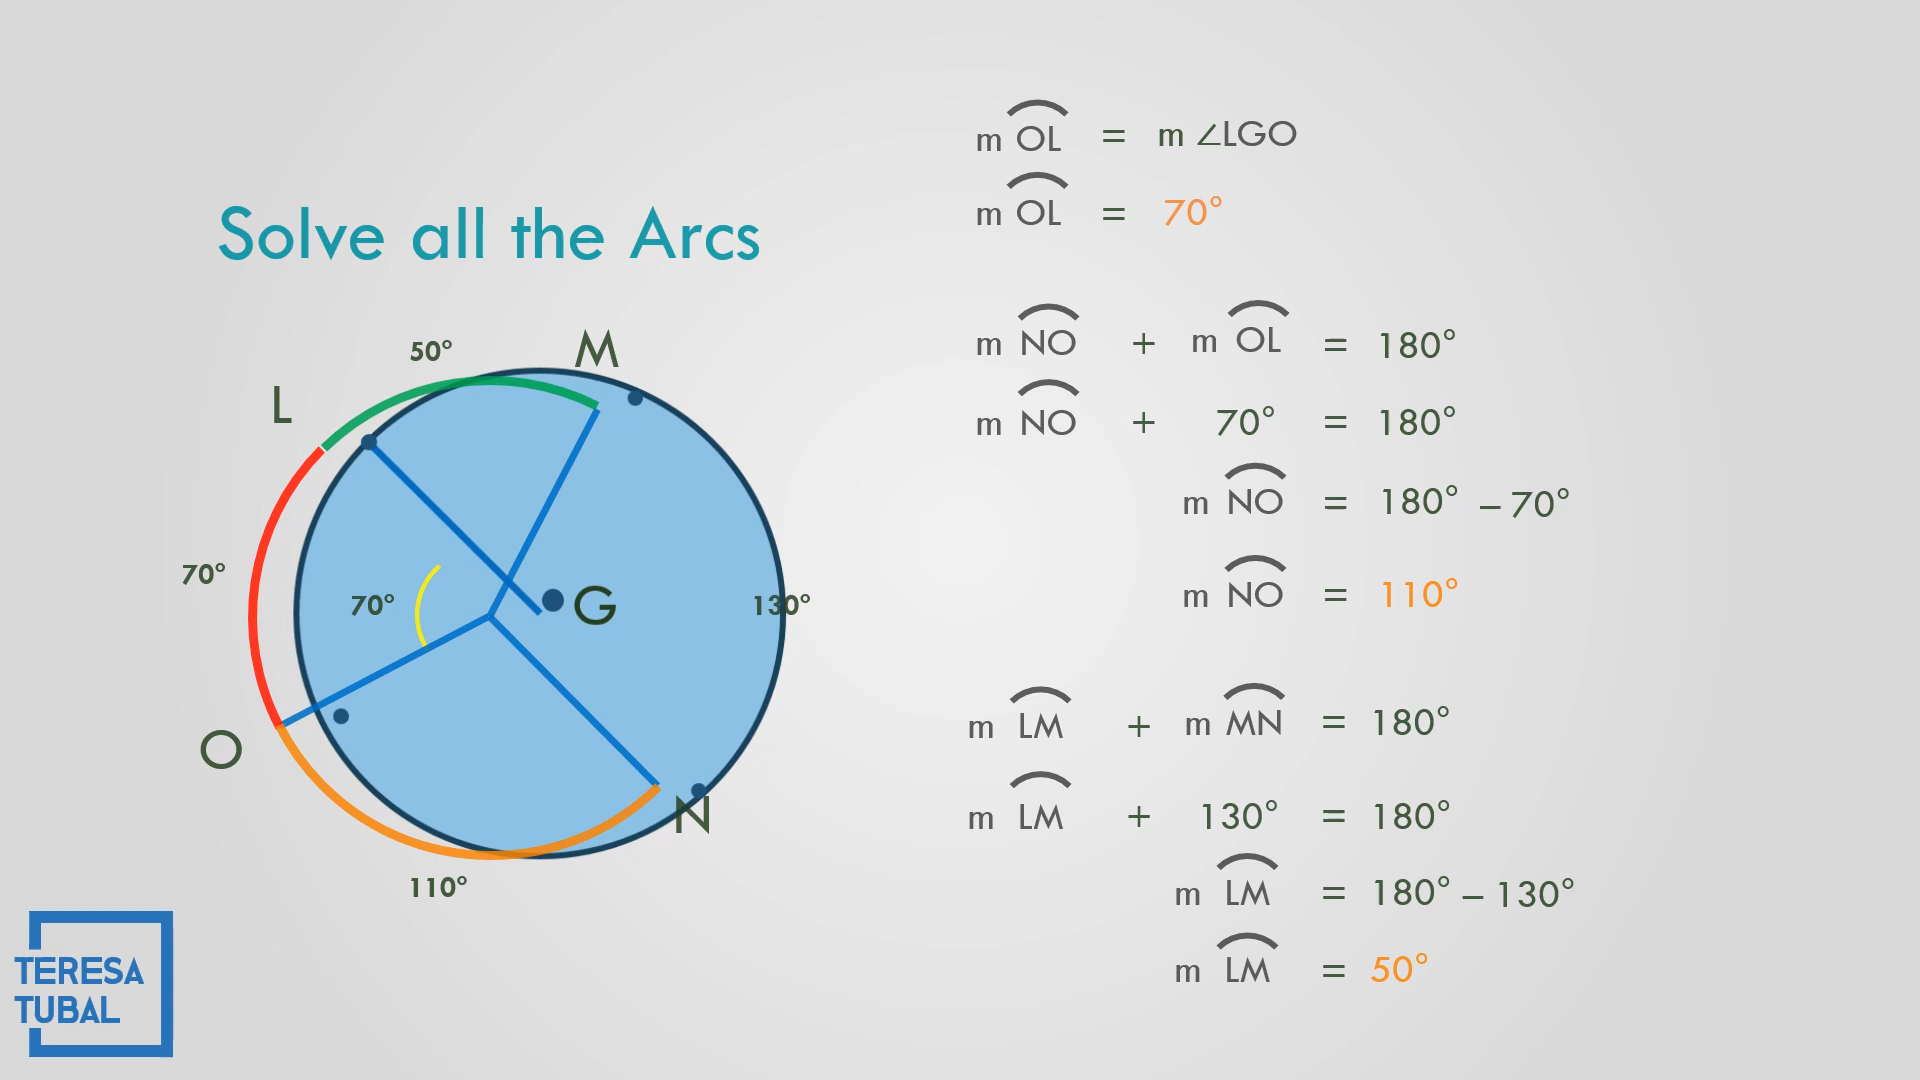 Solve all the Arcs
50°
M
L
70°
70°
G
130°
O
N
110°
m OL = m ∠LGO
m OL = 70°
m NO + m OL = 180°
m NO + 70° = 180°
m NO = 180° – 70°
m NO = 110°
m LM + m MN = 180°
m LM + 130° = 180°
m LM = 180° – 130°
m LM = 50°
TERESA
TUBAL